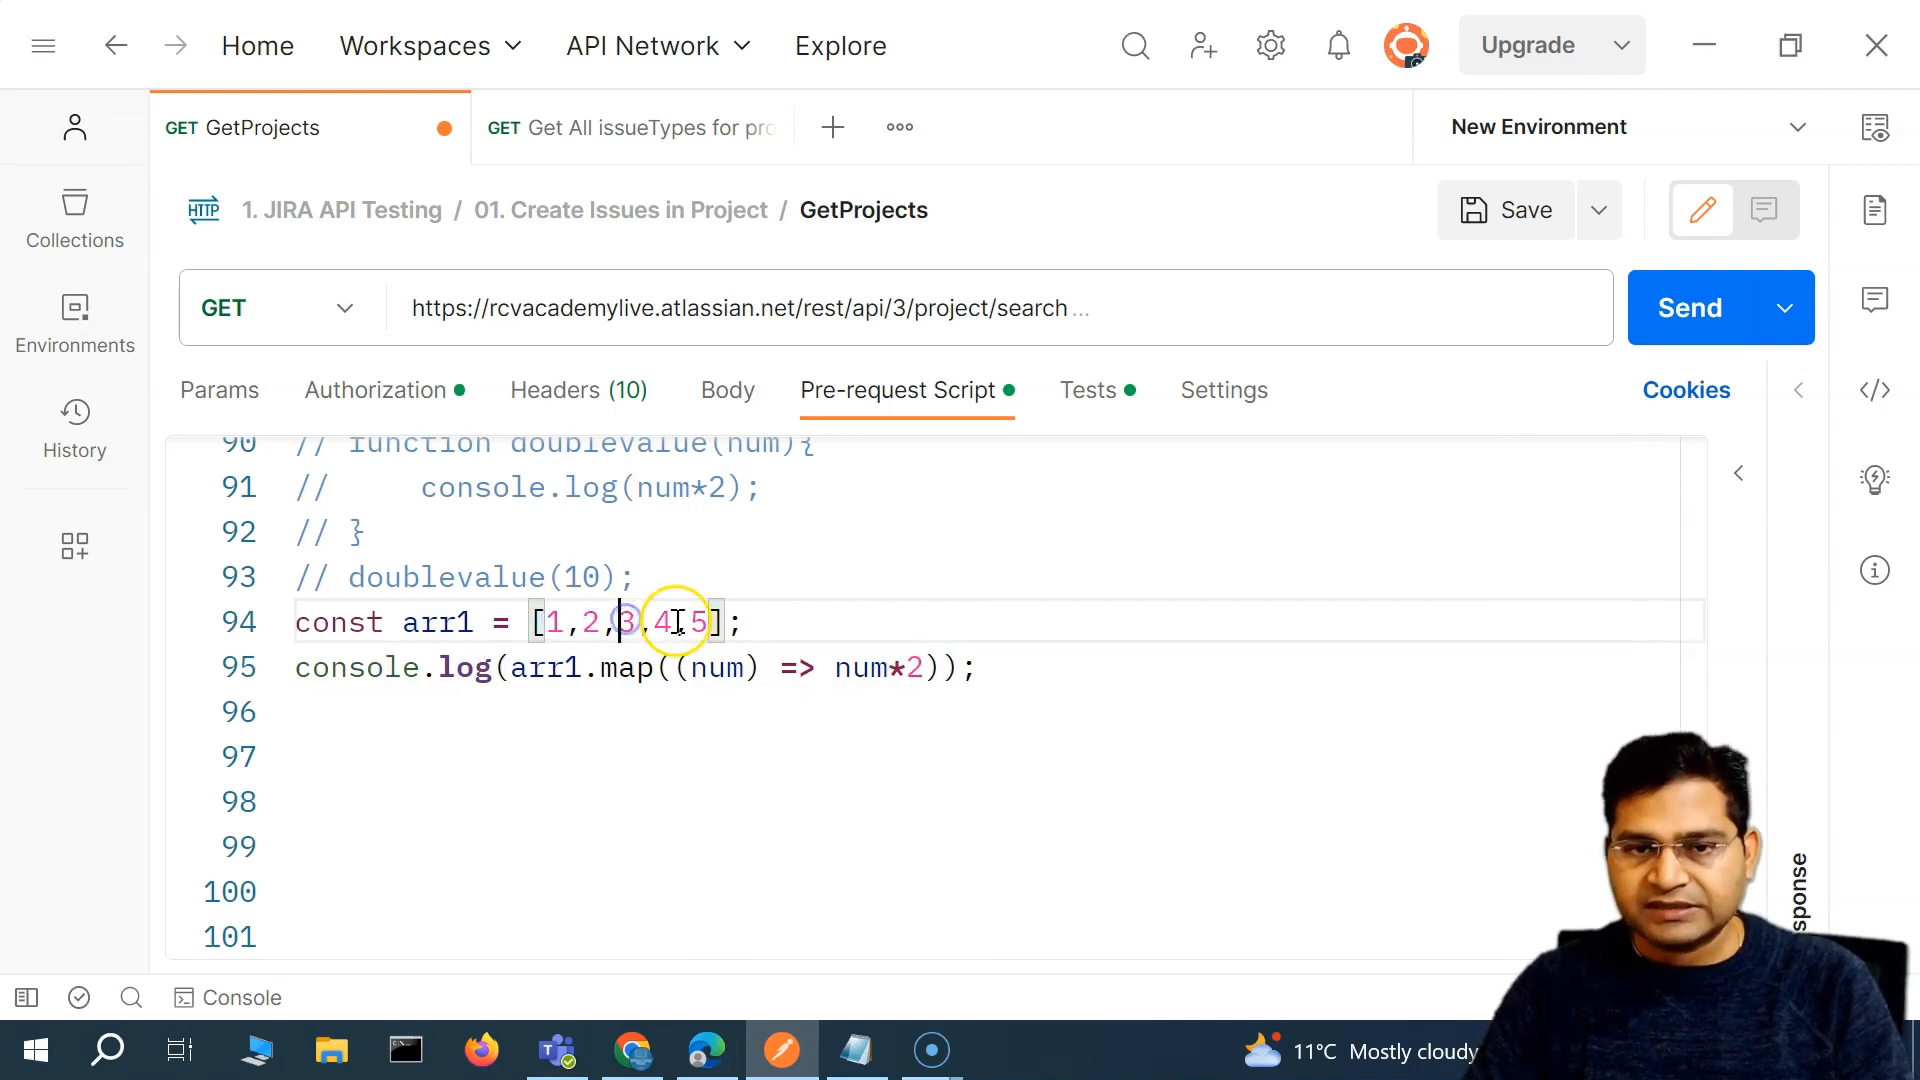 Home Workspaces API Network Explore Upgrade
GET GetProjects GET Get All issueTypes for pro New Environment
HTTP 1. JIRA API Testing / 01. Create Issues in Project / GetProjects Save
GET https://rcvacademylive.atlassian.net/rest/api/3/project/search ... Send
Params Authorization Headers (10) Body Pre-request Script Tests Settings Cookies
Collections
Environments
History
90 // function doublevalue(num){
91 // console.log(num*2);
92 // }
93 // doublevalue(10);
94 const arr1 = [1,2,3,4,5];
95 console.log(arr1.map((num) => num*2));
96
97
98
99
100
101
sponse
Console
11°C Mostly cloudy